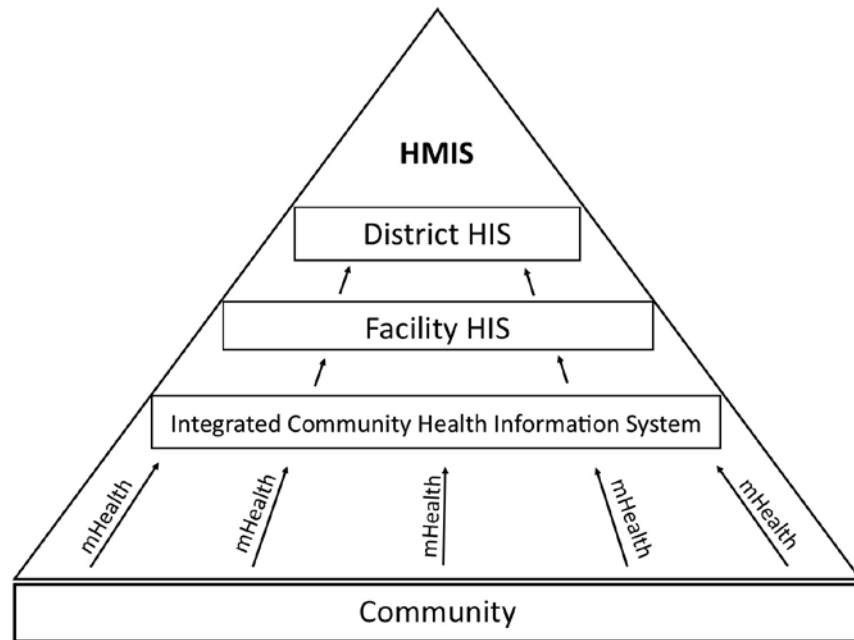 HMIS
District HIS
Facility HIS
Integrated Community Health Information System
mHealth
mHealth
mHealth
mHealth
mHealth
Community